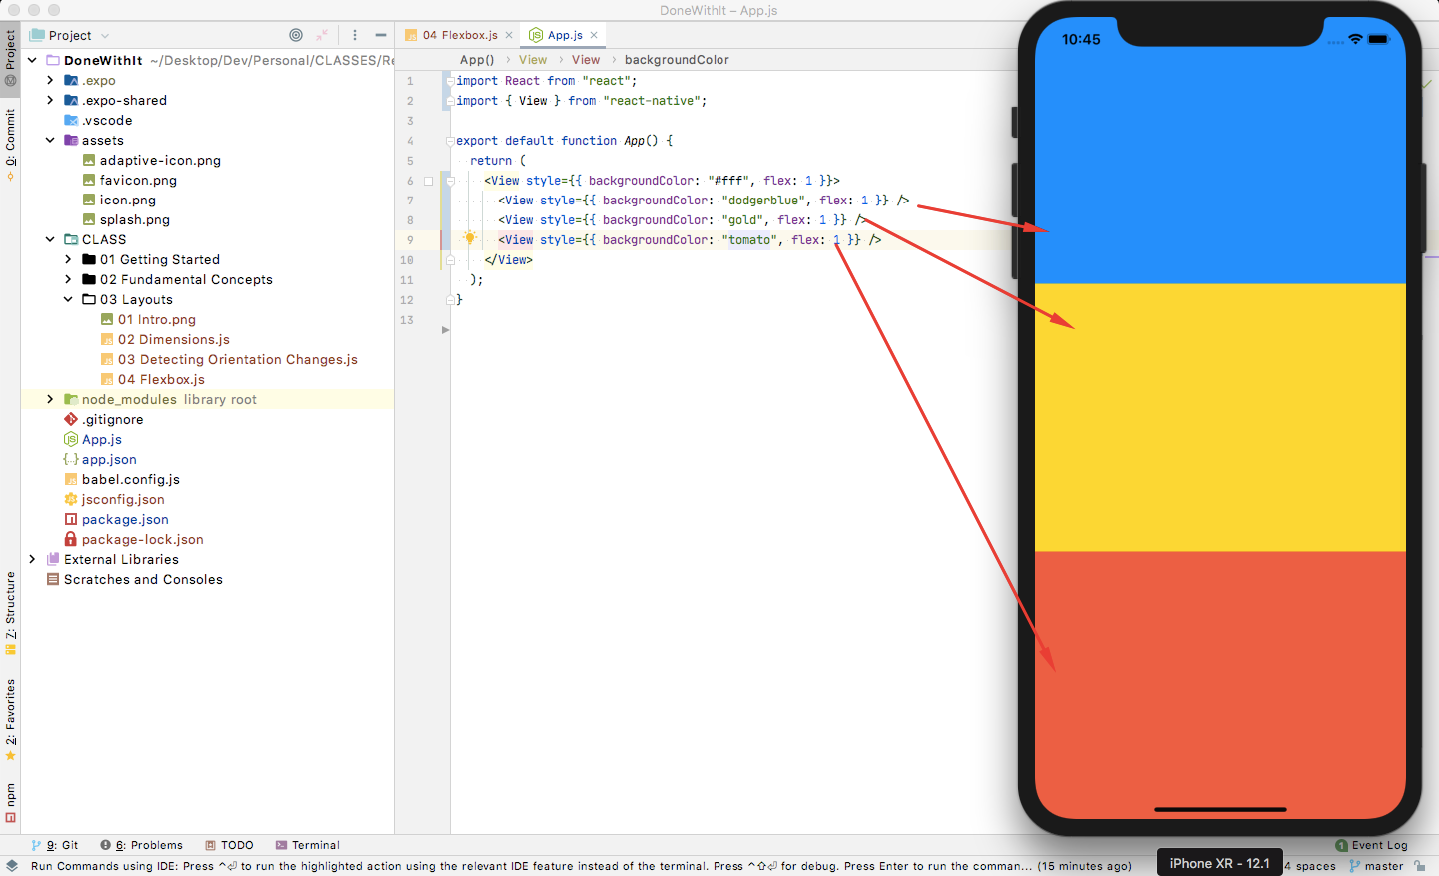 DoneWithIt – App.js
Project
04 Flexbox.js
App.js
10:45
DoneWithIt ~/Desktop/Dev/Personal/CLASSES/Re
App() View View backgroundColor
.expo
.expo-shared
.vscode
assets
adaptive-icon.png
favicon.png
icon.png
splash.png
CLASS
01 Getting Started
02 Fundamental Concepts
03 Layouts
01 Intro.png
02 Dimensions.js
03 Detecting Orientation Changes.js
04 Flexbox.js
node_modules library root
.gitignore
App.js
app.json
babel.config.js
jsconfig.json
package.json
package-lock.json
External Libraries
Scratches and Consoles
1 import React from "react";
2 import { View } from "react-native";
3
4 export default function App() {
5 return (
6 <View style={{ backgroundColor: "#fff", flex: 1 }}>
7 <View style={{ backgroundColor: "dodgerblue", flex: 1 }} />
8 <View style={{ backgroundColor: "gold", flex: 1 }} />
9 <View style={{ backgroundColor: "tomato", flex: 1 }} />
10 </View>
11 );
12 }
13
Project
0: Commit
7: Structure
2: Favorites
npm
9: Git
6: Problems
TODO
Terminal
1 Event Log
Run Commands using IDE: Press ^⏎ to run the highlighted action using the relevant IDE feature instead of the terminal. Press ^⇧⏎ for debug. Press Enter to run the comman... (15 minutes ago)
iPhone XR - 12.1
4 spaces
master